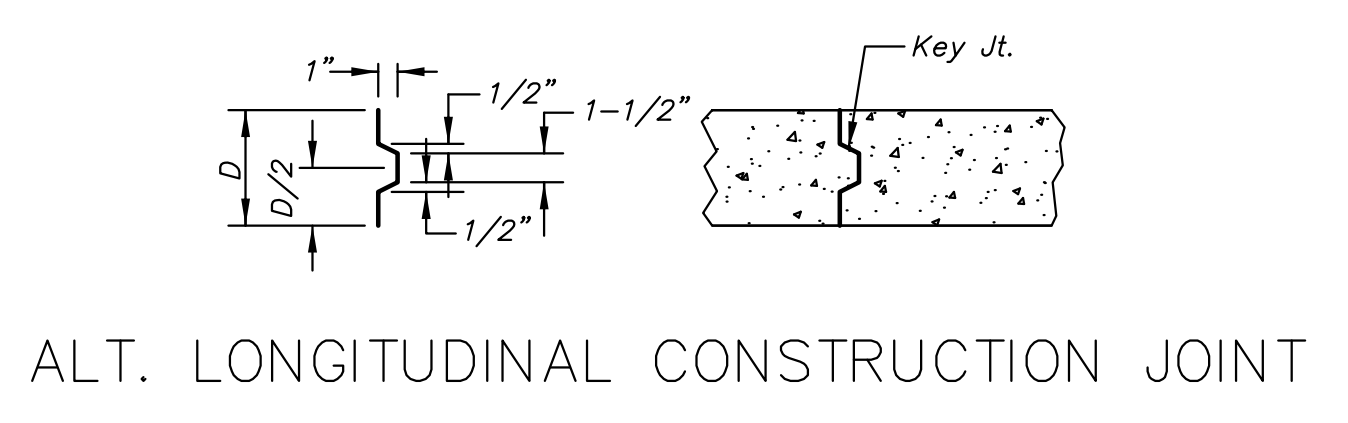 Key Jt.
1"
1/2"
1-1/2"
D
D/2
1/2"
ALT. LONGITUDINAL CONSTRUCTION JOINT